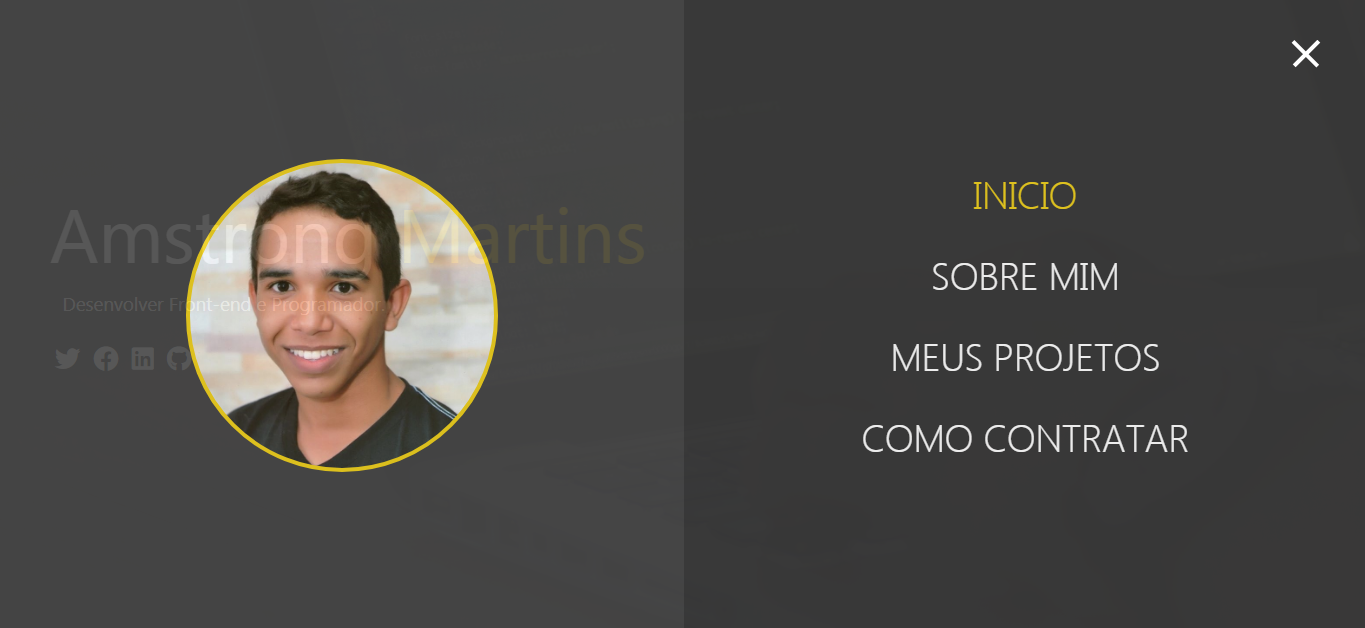 Amstrong Martins
Desenvolver Front-end e Programador.
INICIO
SOBRE MIM
MEUS PROJETOS
COMO CONTRATAR